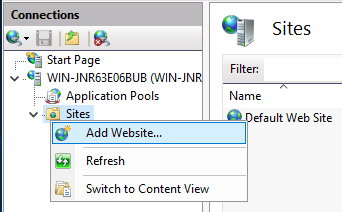 Connections
Start Page
WIN-JNR63E06BUB (WIN-JNR
Application Pools
Sites
Add Website...
Refresh
Switch to Content View
Sites
Filter:
Name
Default Web Site